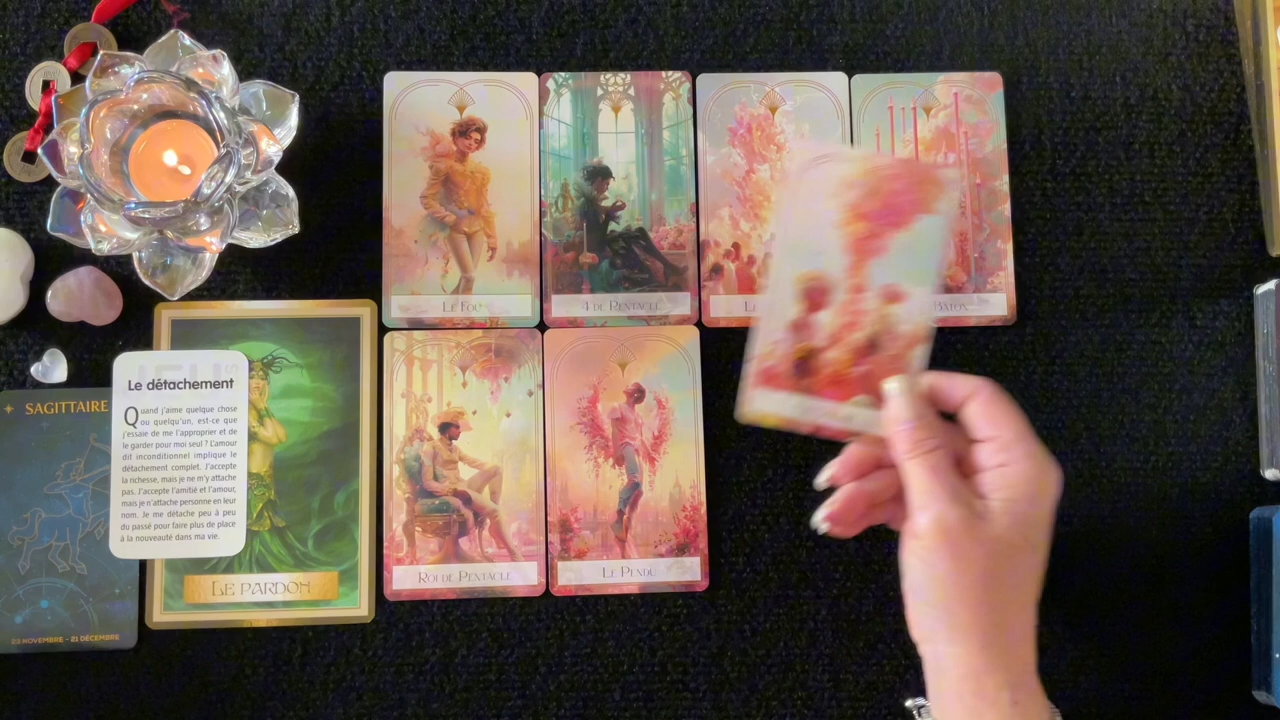 LE FOU
4 DE PENTACLE
LE
BATON
ROI DE PENTACLE
LE PENDU
Le détachement
Quand j'aime quelque chose
ou quelqu'un, est-ce que
j'essaie de me l'approprier et de
le garder pour moi seul ? L'amour
dit inconditionnel implique le
détachement complet. J'accepte
la richesse, mais je ne m'y attache
pas. J'accepte l'amitié et l'amour,
mais je n'attache personne en leur
nom. Je me détache peu à peu
du passé pour faire plus de place
à la nouveauté dans ma vie.
SAGITTAIRE
23 NOVEMBRE - 21 DÉCEMBRE
LE PARDON